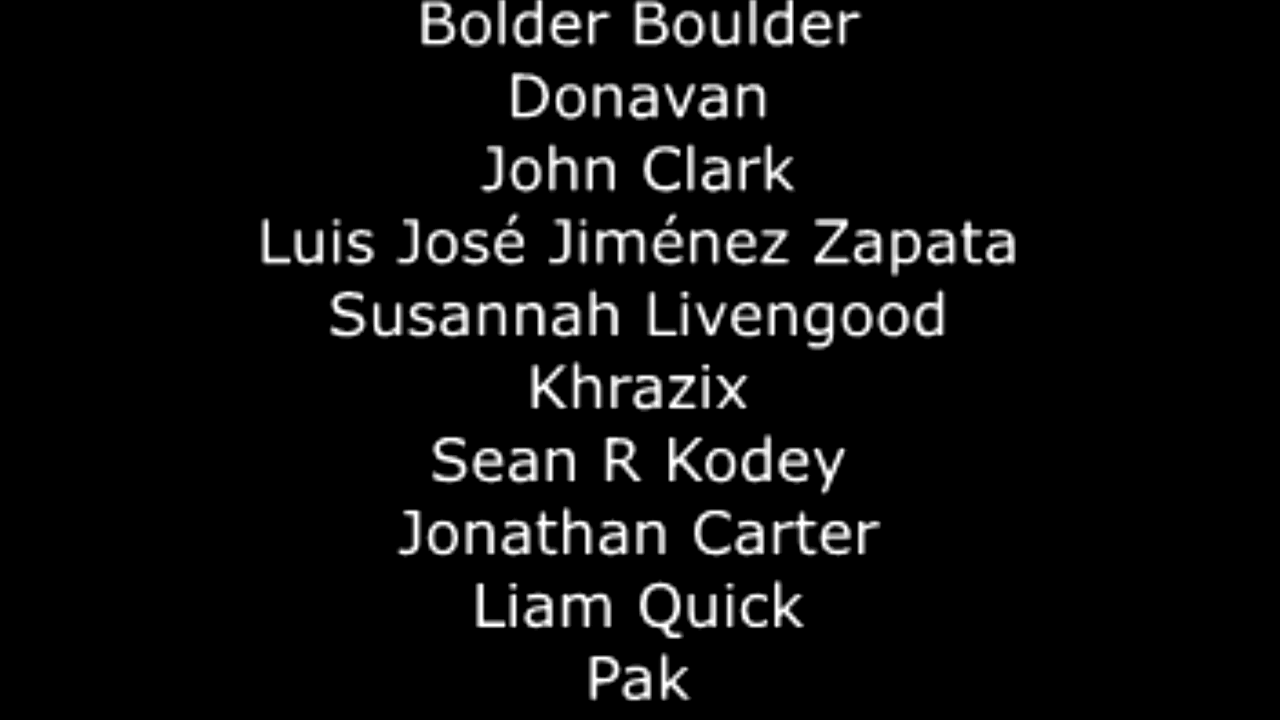 Bolder Boulder
Donavan
John Clark
Luis José Jiménez Zapata
Susannah Livengood
Khrazix
Sean R Kodey
Jonathan Carter
Liam Quick
Pak